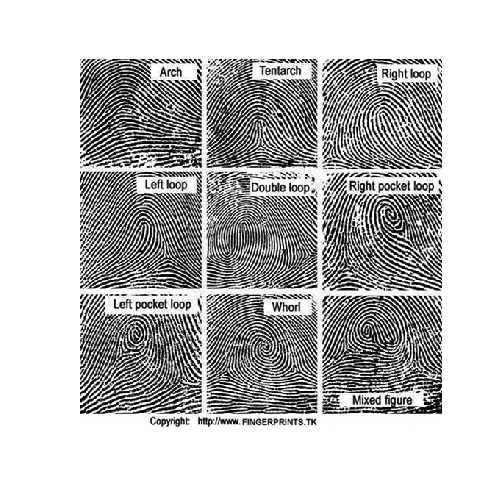 Arch
Tentarch
Right loop
Left loop
Double loop
Right pocket loop
Left pocket loop
Whorl
Mixed figure
Copyright: http://www. FINGERPRINTS.TK